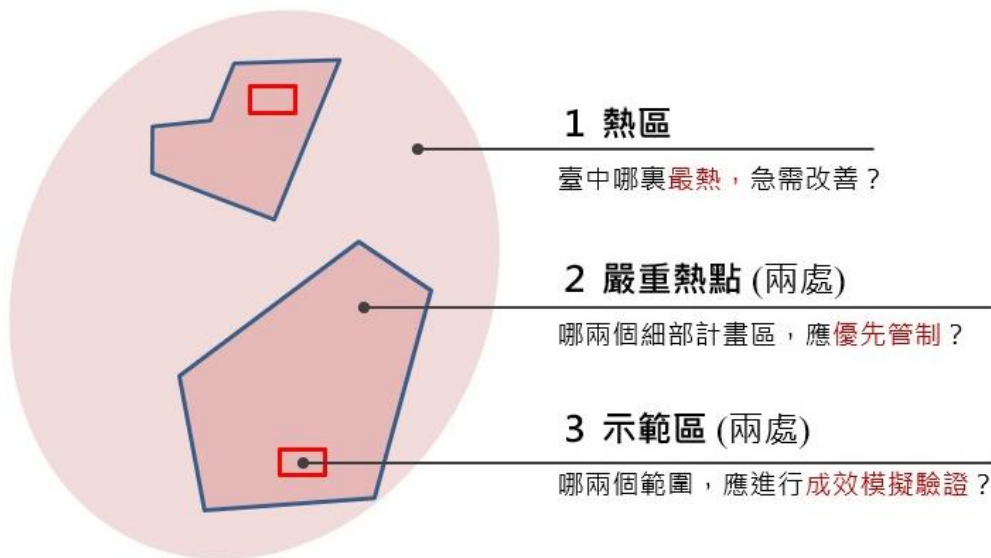 1 熱區
臺中哪裏最熱，急需改善？
2 嚴重熱點 (兩處)
哪兩個細部計畫區，應優先管制？
3 示範區 (兩處)
哪兩個範圍，應進行成效模擬驗證？